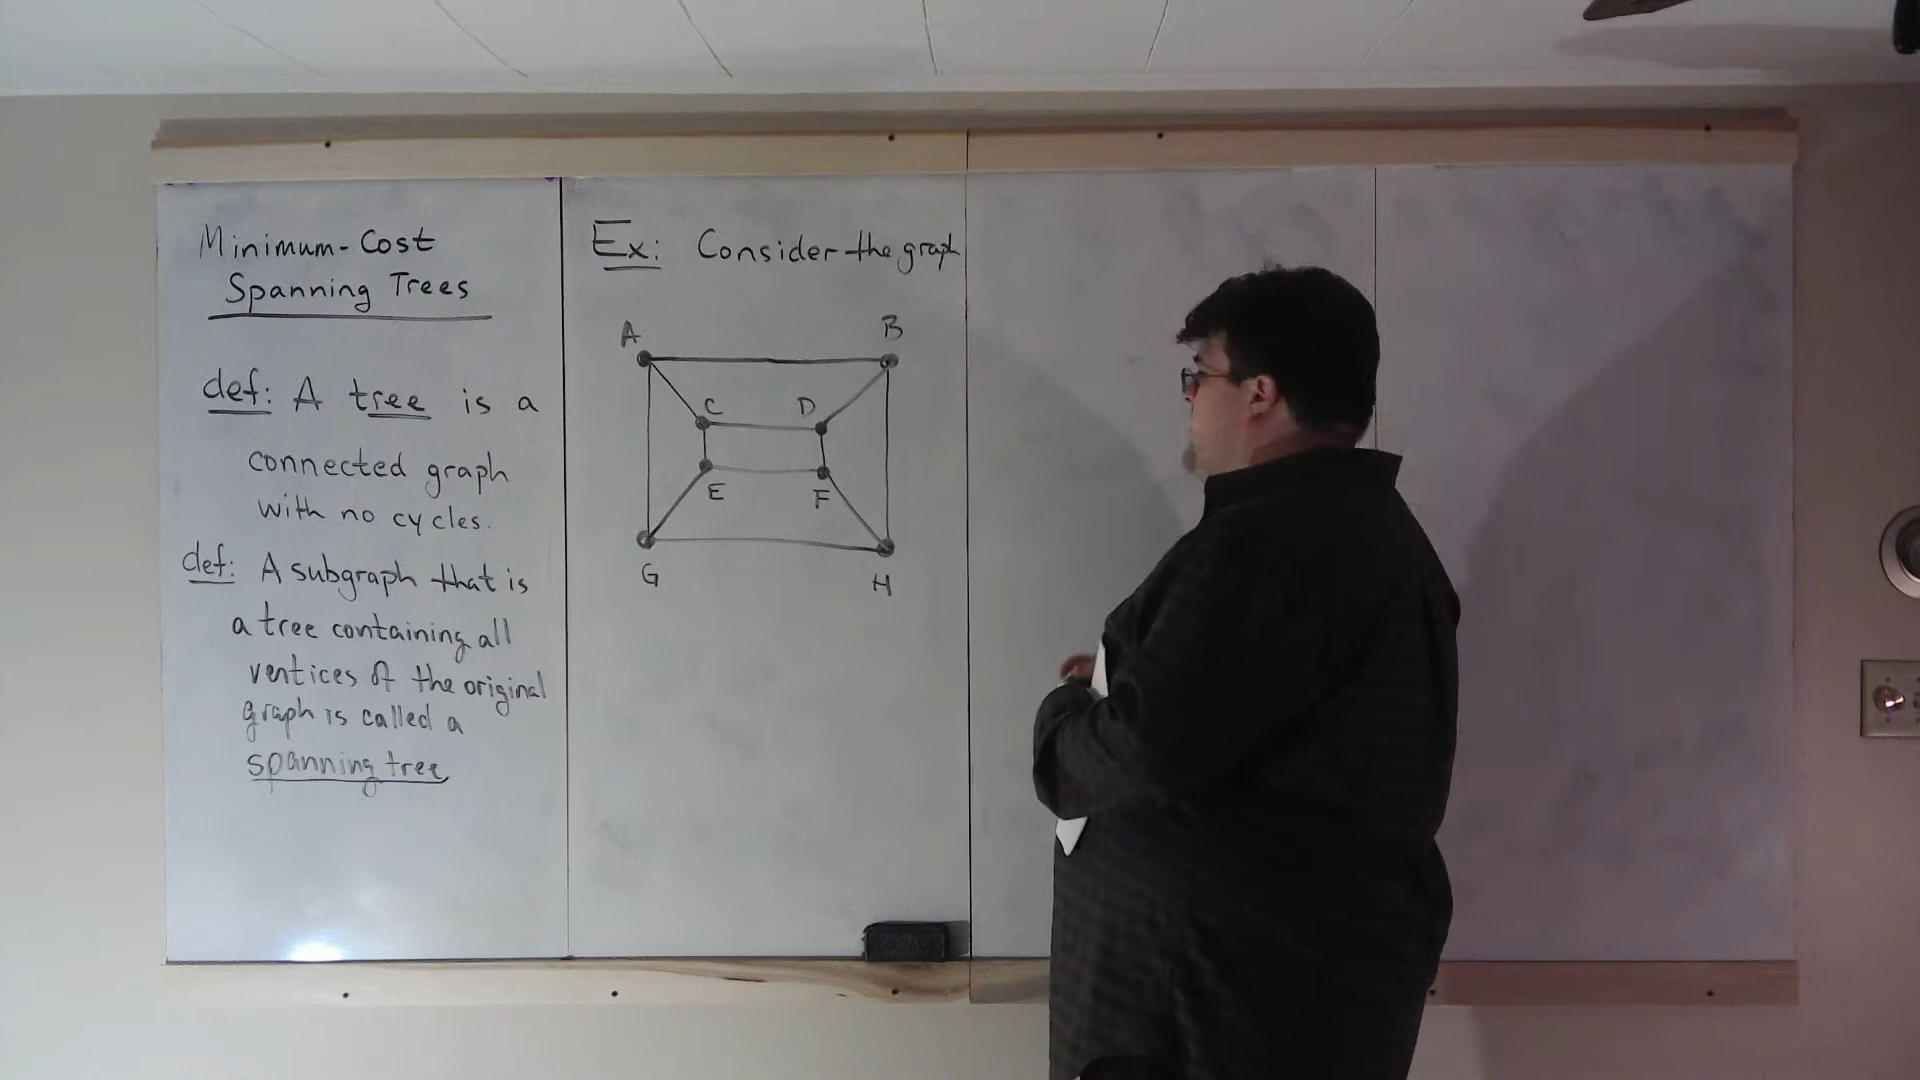 Minimum-Cost
Spanning Trees
def: A tree is a
connected graph
with no cycles.
def: A subgraph that is
a tree containing all
vertices of the original
graph is called a
spanning tree
Ex: Consider the graph
A
B
C
D
E
F
G
H